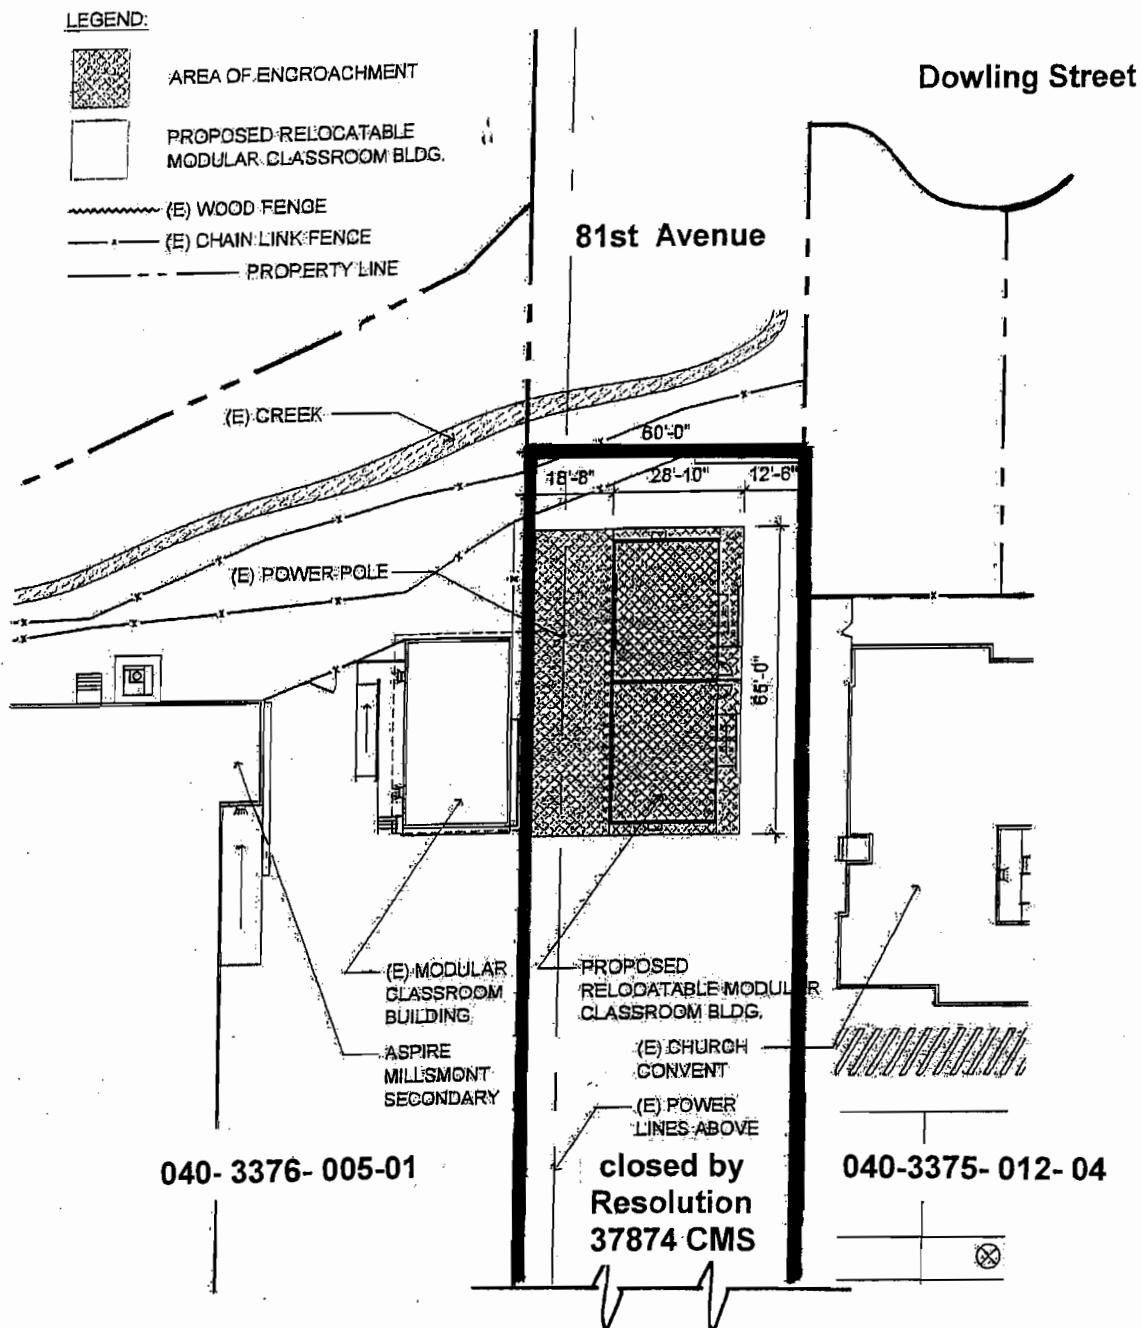 LEGEND:
AREA OF ENCROACHMENT
PROPOSED RELOCATABLE
MODULAR CLASSROOM BLDG.
(E) WOOD FENCE
(E) CHAIN LINK FENCE
PROPERTY LINE
Dowling Street
81st Avenue
(E) CREEK
60'-0"
18'-8"
28'-10"
12'-6"
(E) POWER POLE
65'-0"
(E) MODULAR
CLASSROOM
BUILDING
PROPOSED
RELOCATABLE MODULAR
CLASSROOM BLDG.
ASPIRE
MILLSMONT
SECONDARY
(E) CHURCH
CONVENT
(E) POWER
LINES ABOVE
040- 3376- 005-01
closed by
Resolution
37874 CMS
040-3375- 012- 04